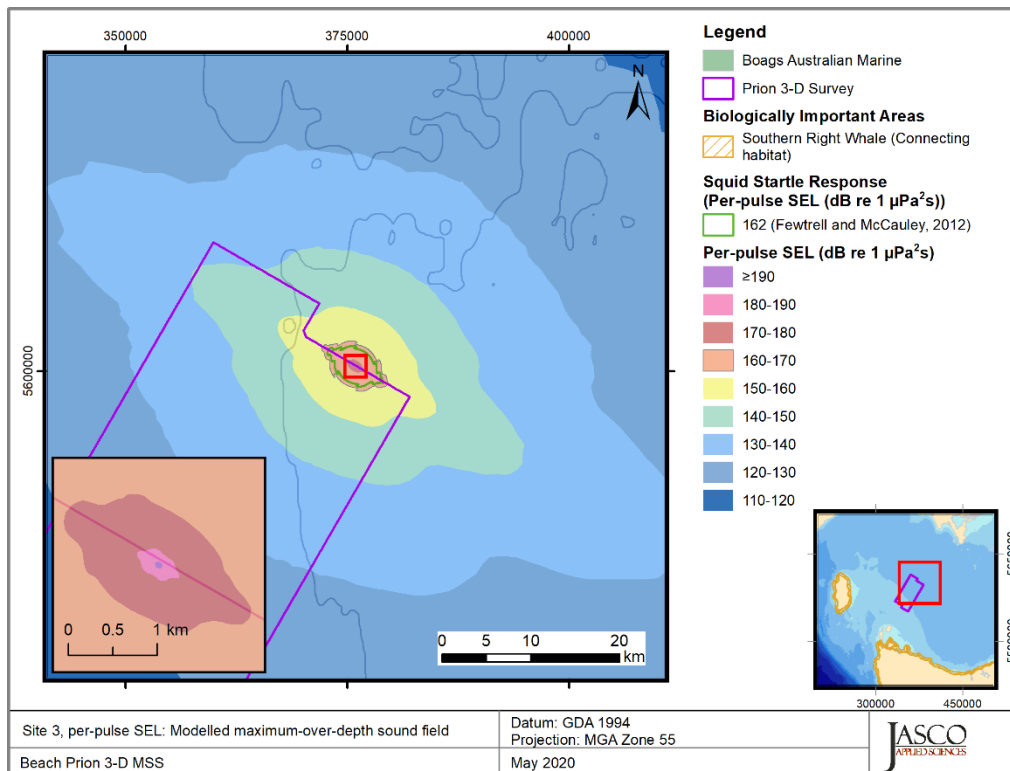 350000
375000
400000
N
5600000
0 0.5 1 km
0 5 10 20
km
Legend
Boags Australian Marine
Prion 3-D Survey
Biologically Important Areas
Southern Right Whale (Connecting
habitat)
Squid Startle Response
(Per-pulse SEL (dB re 1 µPa²s))
162 (Fewtrell and McCauley, 2012)
Per-pulse SEL (dB re 1 µPa²s)
≥190
180-190
170-180
160-170
150-160
140-150
130-140
120-130
110-120
5650000
5500000
300000
450000
Site 3, per-pulse SEL: Modelled maximum-over-depth sound field
Datum: GDA 1994
Projection: MGA Zone 55
Beach Prion 3-D MSS
May 2020
JASCO
APPLIED SCIENCES